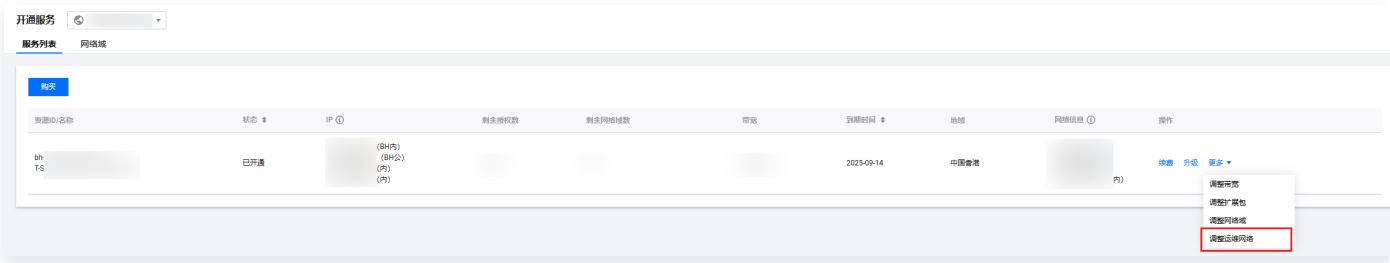 开通服务
服务列表 网络域
购买
资源ID/名称 状态 IP 剩余授权数 剩余网络域数 带宽 到期时间 地域 网络信息 操作
(BH内)
bh- (BH公)
已开通 2025-09-14 中国香港 续费 升级 更多
T-S (内)
(内) 内)
调整带宽
调整扩展包
调整网络域
调整运维网络